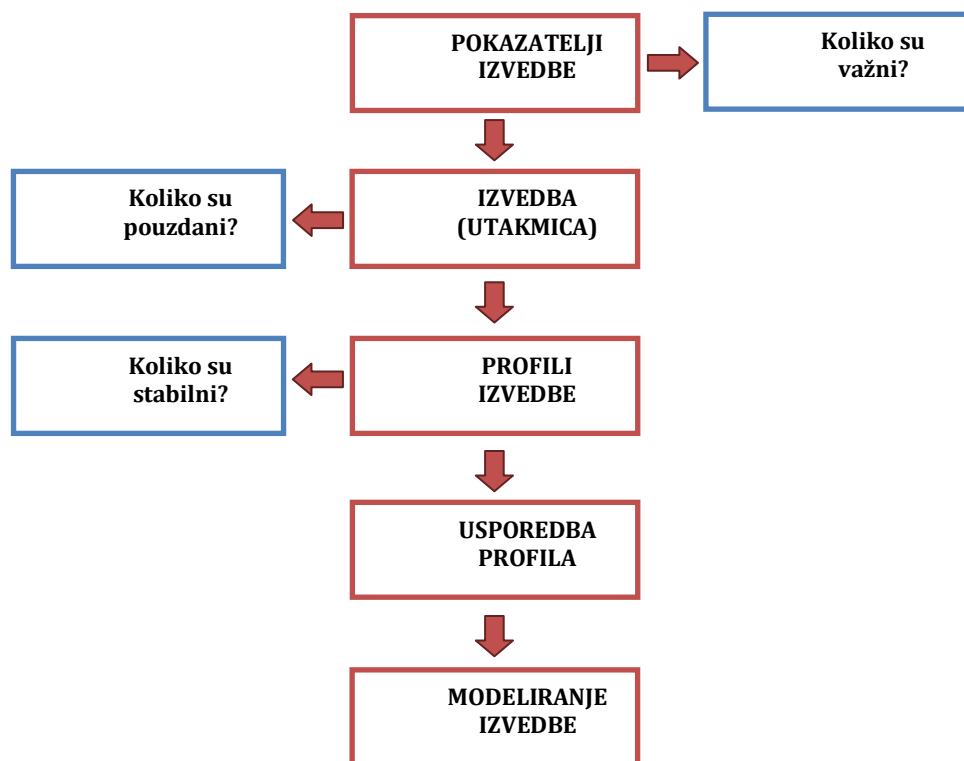 POKAZATELJI
IZVEDBE
Koliko su
važni?
Koliko su
pouzdani?
IZVEDBA
(UTAKMICA)
Koliko su
stabilni?
PROFILI
IZVEDBE
USPOREDBA
PROFILA
MODELIRANJE
IZVEDBE